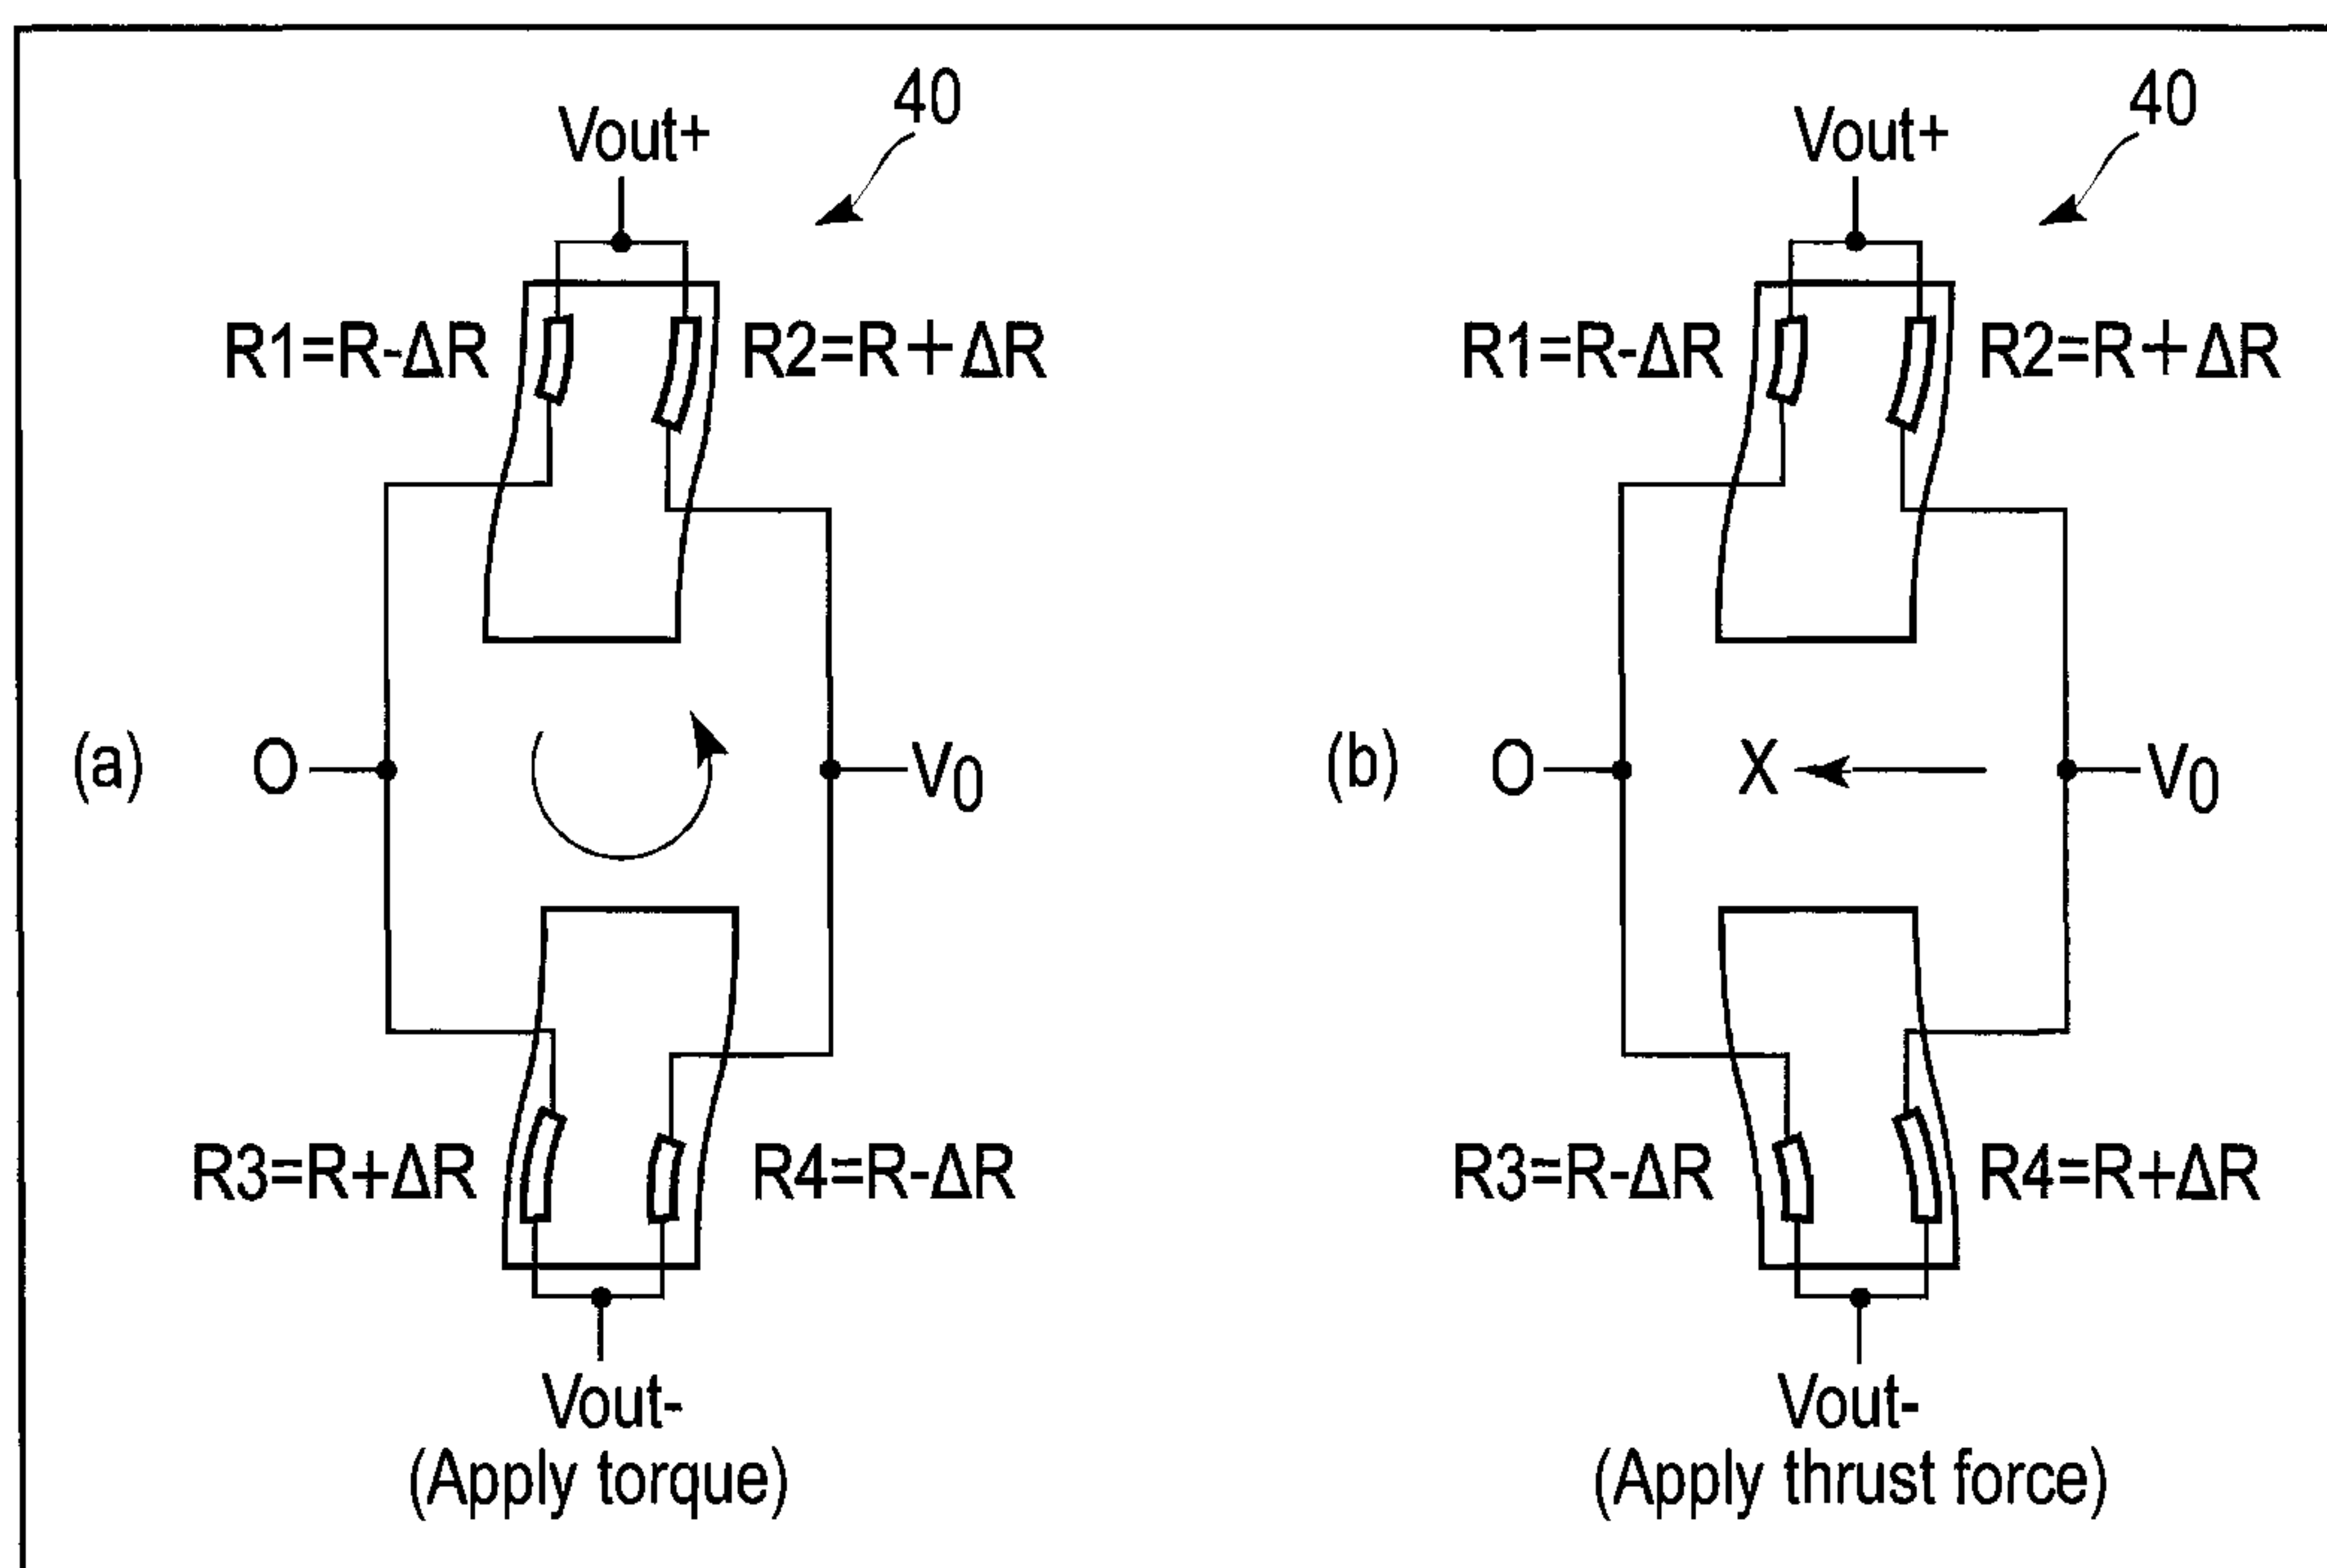 40
Vout+
R1=R-ΔR
R2=R+ΔR
(a)
O
V0
R3=R+ΔR
R4=R-ΔR
Vout-
(Apply torque)
40
Vout+
R1=R-ΔR
R2=R+ΔR
(b)
O
X
V0
R3=R-ΔR
R4=R+ΔR
Vout-
(Apply thrust force)